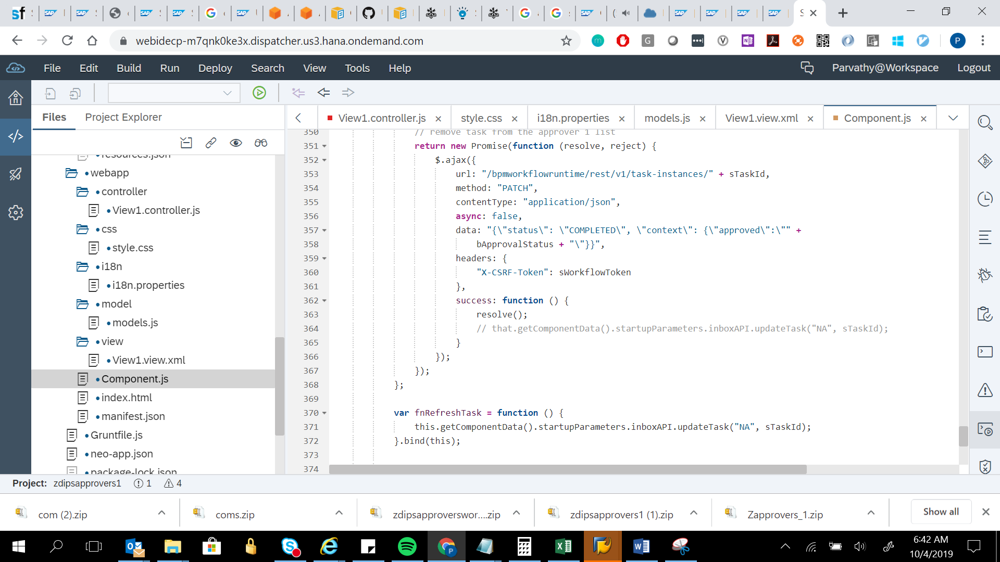 webidecp-m7qnk0ke3x.dispatcher.us3.hana.ondemand.com
File Edit Build Run Deploy Search View Tools Help
Parvathy@Workspace Logout
Files Project Explorer
View1.controller.js × style.css × i18n.properties × models.js × View1.view.xml × Component.js ×
resources.json
webapp
controller
View1.controller.js
css
style.css
i18n
i18n.properties
model
models.js
view
View1.view.xml
Component.js
index.html
manifest.json
Gruntfile.js
neo-app.json
package-lock.json
350 // remove task from the approver 1 list
351 return new Promise(function (resolve, reject) {
352 $.ajax({
353 url: "/bpmworkflowruntime/rest/v1/task-instances/" + sTaskId,
354 method: "PATCH",
355 contentType: "application/json",
356 async: false,
357 data: "{\"status\": \"COMPLETED\", \"context\": {\"approved\":\"" +
358 bApprovalStatus + "\"}}",
359 headers: {
360 "X-CSRF-Token": sWorkflowToken
361 },
362 success: function () {
363 resolve();
364 // that.getComponentData().startupParameters.inboxAPI.updateTask("NA", sTaskId);
365 }
366 });
367 });
368 };
369
370 var fnRefreshTask = function () {
371 this.getComponentData().startupParameters.inboxAPI.updateTask("NA", sTaskId);
372 }.bind(this);
373
374
Project: zdipsapprovers1 1 4
com (2).zip
coms.zip
zdipsapproverswor....zip
zdipsapprovers1 (1).zip
Zapprovers_1.zip
Show all
6:42 AM
10/4/2019